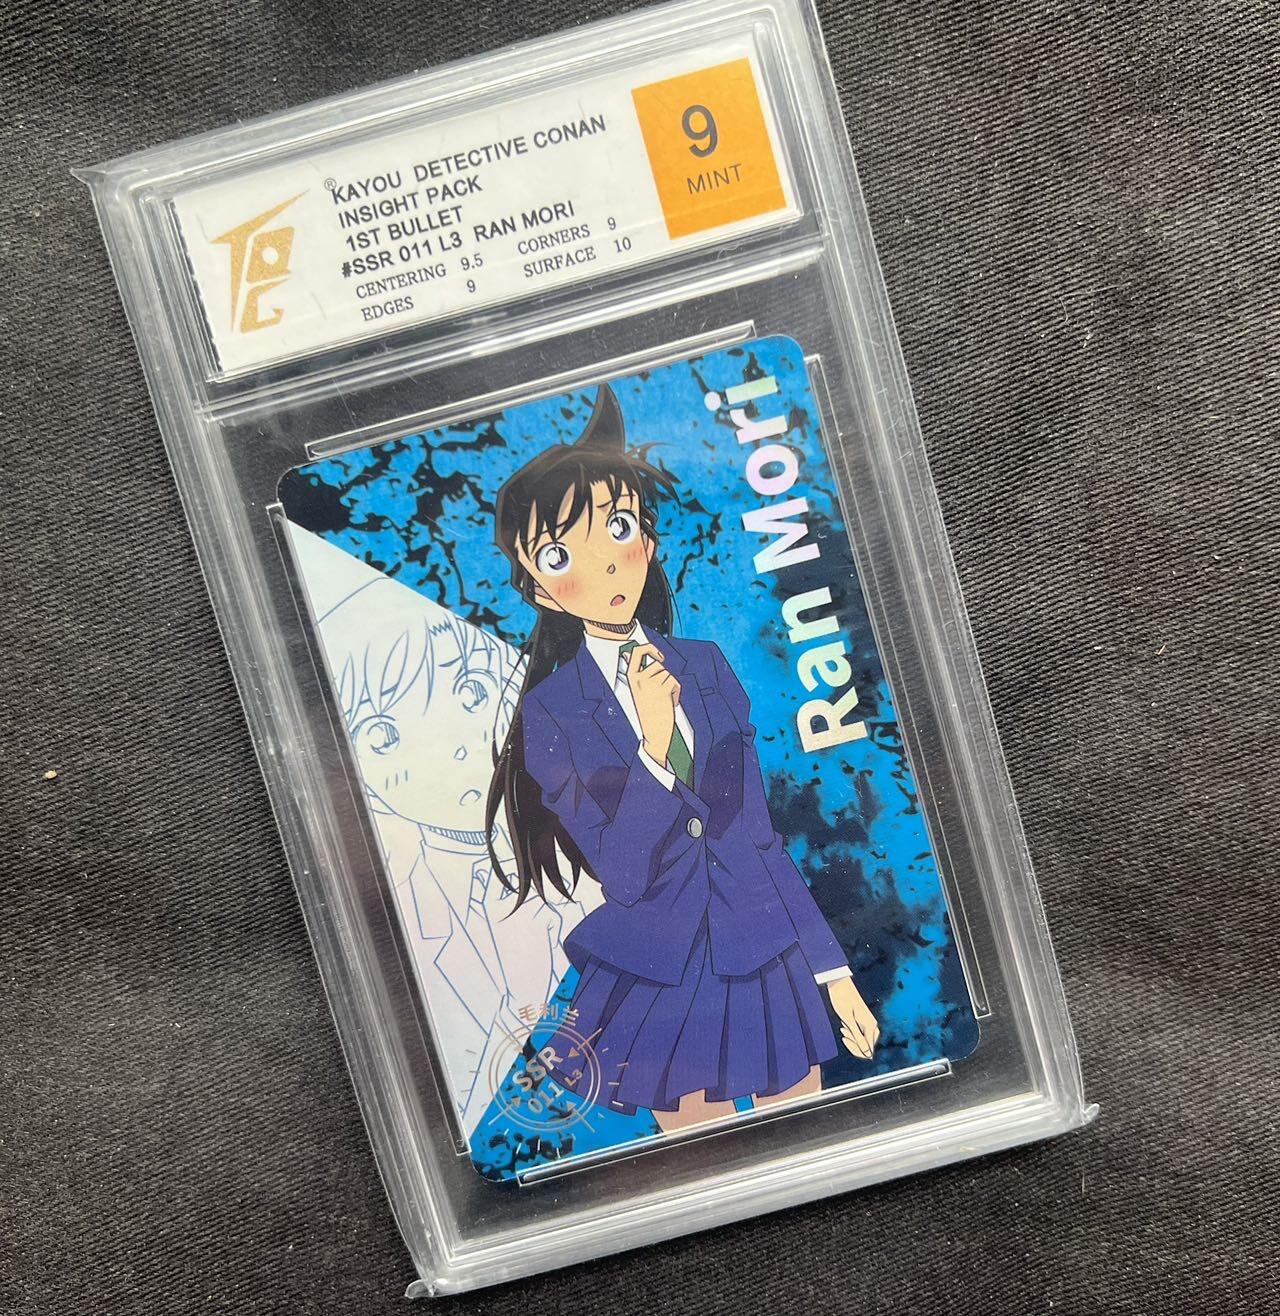 ®KAYOU DETECTIVE CONAN
INSIGHT PACK
1ST BULLET
#SSR 011 L3 RAN MORI
CENTERING 9.5 CORNERS 9
EDGES 9 SURFACE 10
9
MINT
Ran Mori
毛利兰
SSR
011 L3